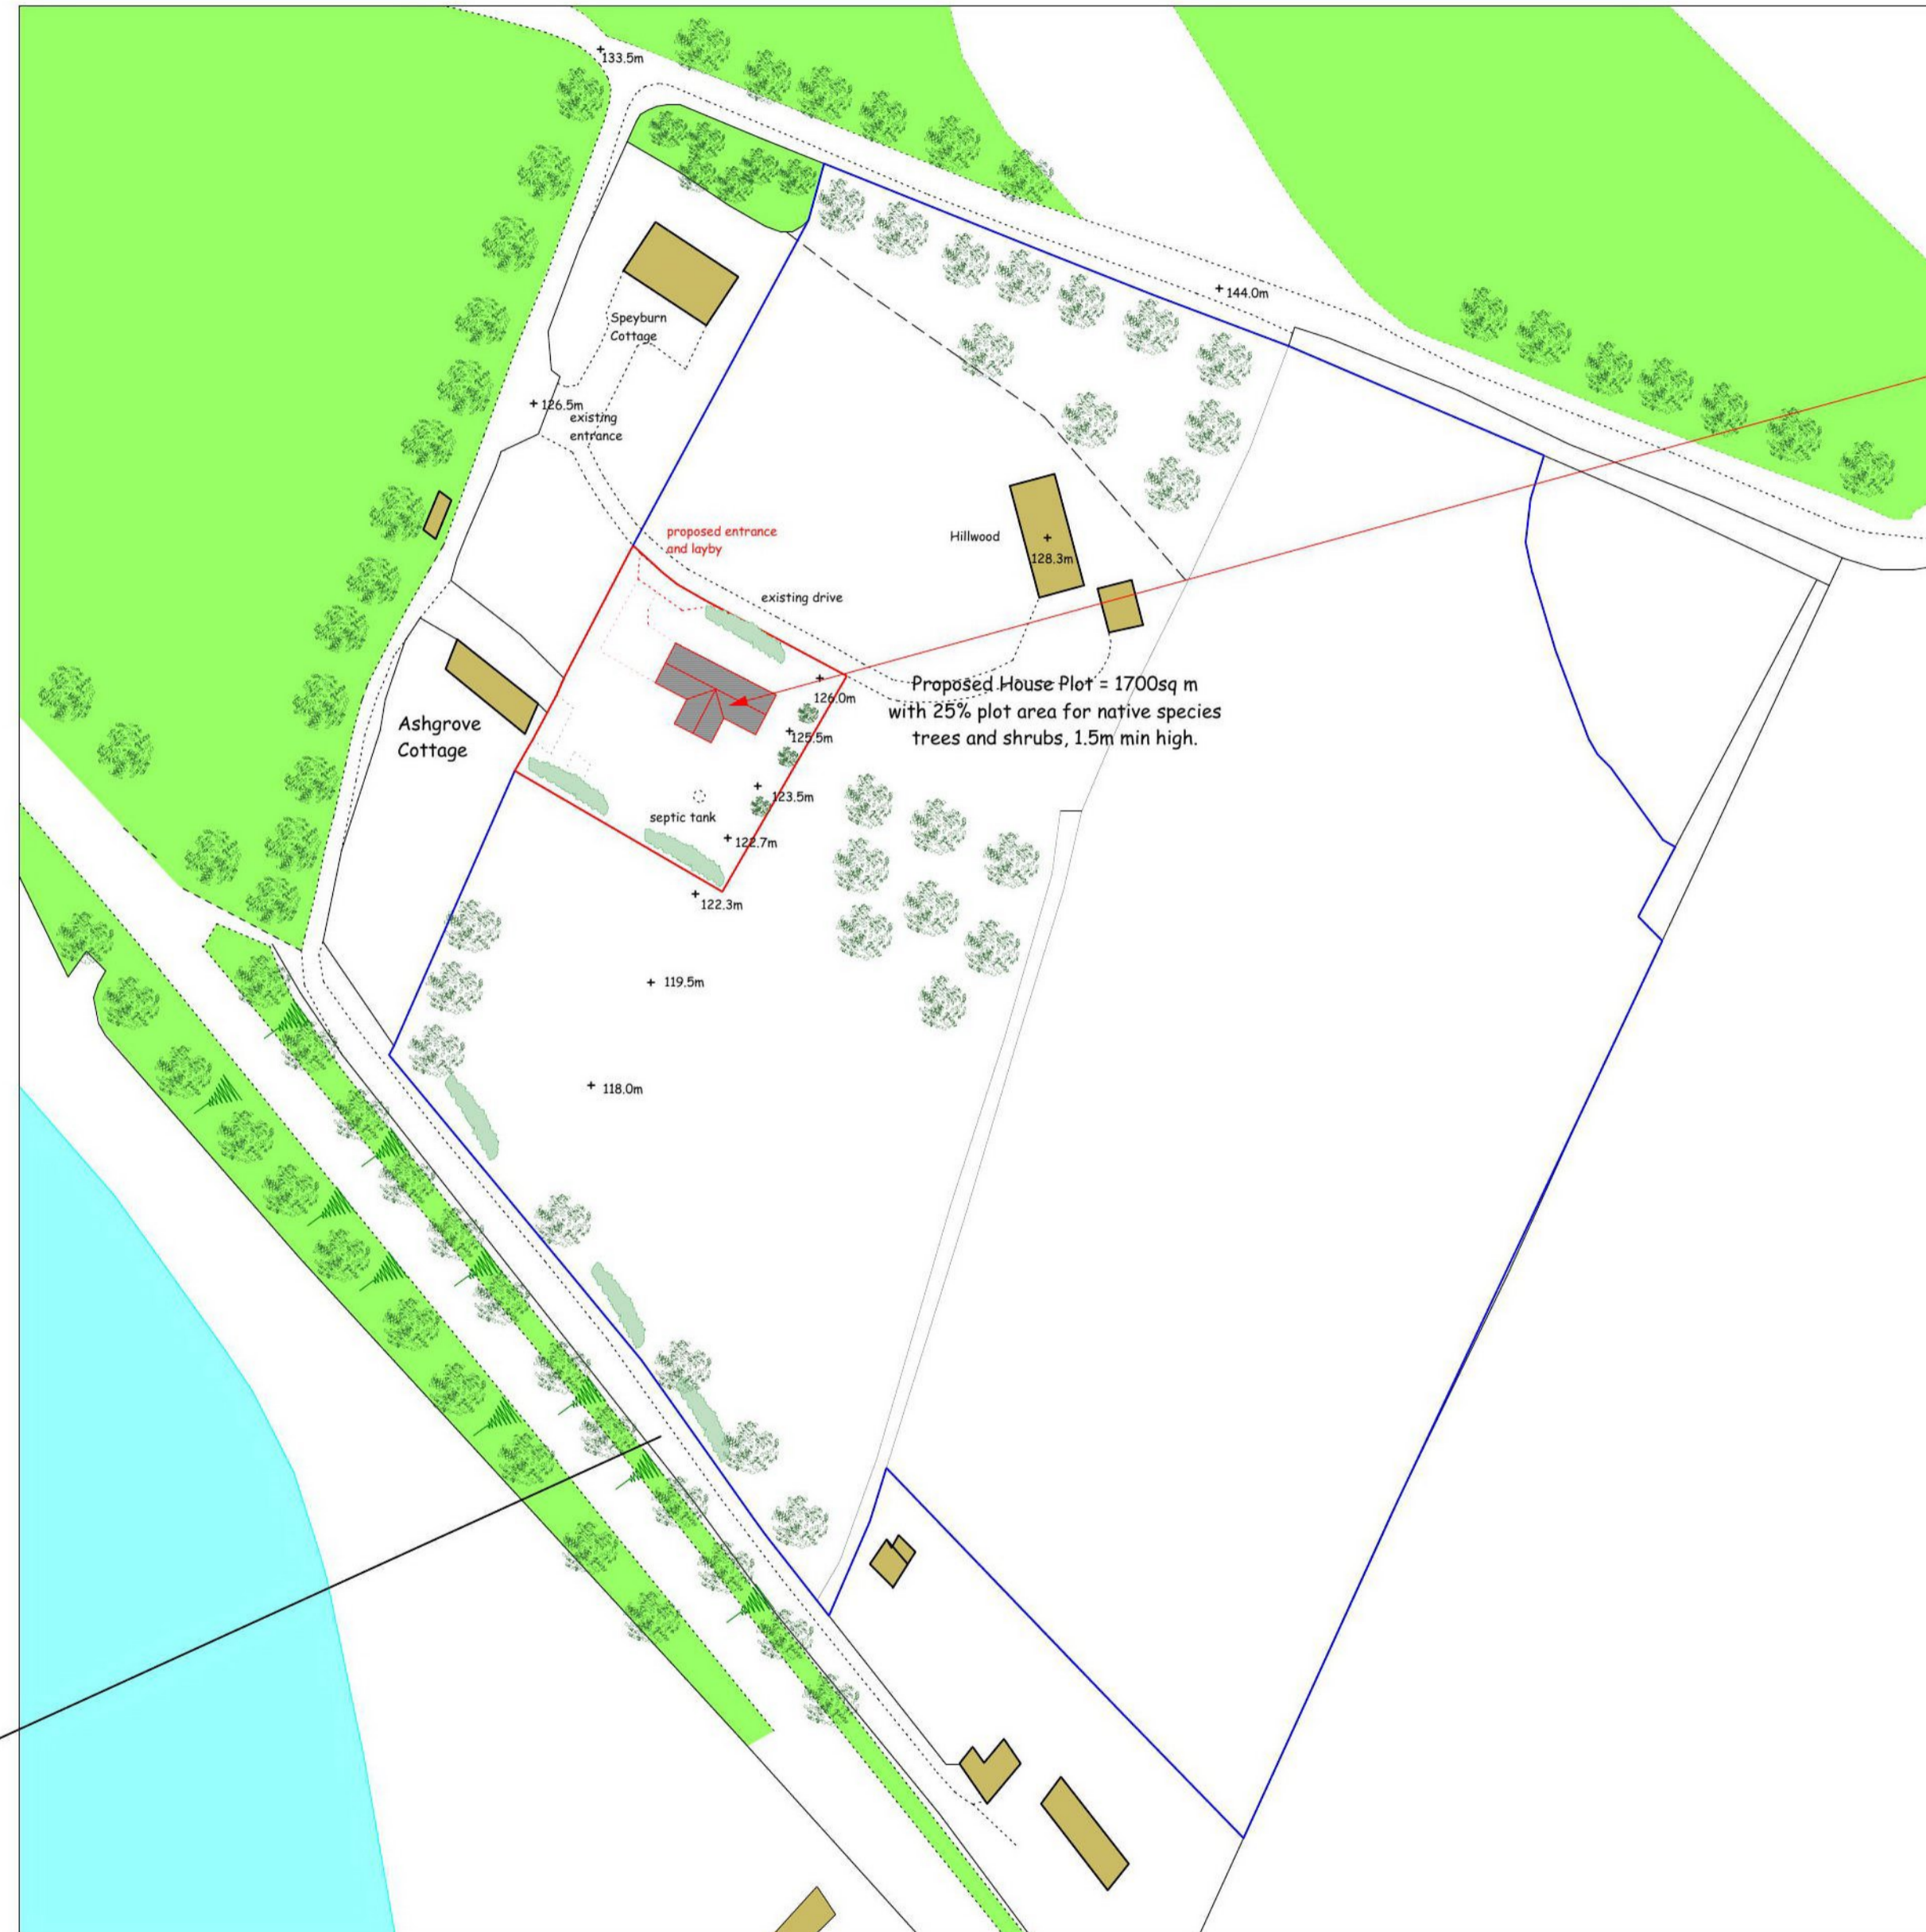 133.5m
144.0m
Speyburn
Cottage
126.5m
existing
entrance
proposed entrance
and layby
Hillwood
128.3m
existing drive
Proposed House Plot = 1700sq m
with 25% plot area for native species
trees and shrubs, 1.5m min high.
126.0m
Ashgrove
Cottage
125.5m
123.5m
septic tank
122.7m
122.3m
119.5m
118.0m